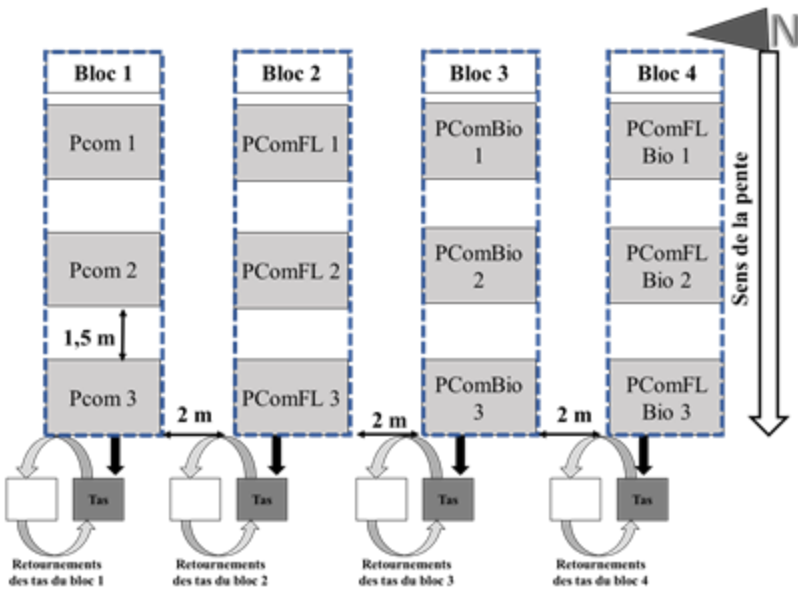 N
Bloc 1
Bloc 2
Bloc 3
Bloc 4
Pcom 1
PComFL 1
PComBio
1
PComFL
Bio 1
Sens de la pente
Pcom 2
PComFL 2
PComBio
2
PComFL
Bio 2
1,5 m
Pcom 3
PComFL 3
PComBio
3
PComFL
Bio 3
2 m
2 m
2 m
Tas
Tas
Tas
Tas
Retournements
des tas du bloc 1
Retournements
des tas du bloc 2
Retournements
des tas du bloc 3
Retournements
des tas du bloc 4